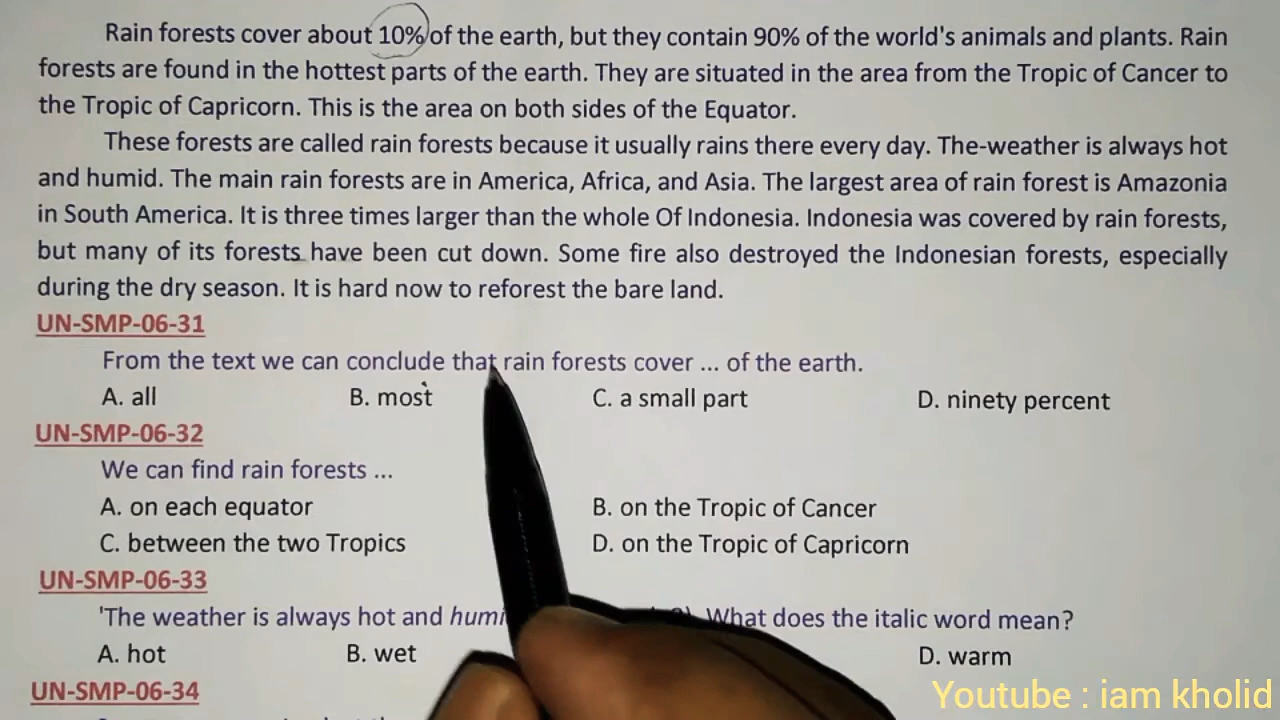 Rain forests cover about 10% of the earth, but they contain 90% of the world's animals and plants. Rain
forests are found in the hottest parts of the earth. They are situated in the area from the Tropic of Cancer to
the Tropic of Capricorn. This is the area on both sides of the Equator.
These forests are called rain forests because it usually rains there every day. The-weather is always hot
and humid. The main rain forests are in America, Africa, and Asia. The largest area of rain forest is Amazonia
in South America. It is three times larger than the whole Of Indonesia. Indonesia was covered by rain forests,
but many of its forests have been cut down. Some fire also destroyed the Indonesian forests, especially
during the dry season. It is hard now to reforest the bare land.
UN-SMP-06-31
From the text we can conclude that rain forests cover ... of the earth.
A. all B. most C. a small part D. ninety percent
UN-SMP-06-32
We can find rain forests ...
A. on each equator B. on the Tropic of Cancer
C. between the two Tropics D. on the Tropic of Capricorn
UN-SMP-06-33
'The weather is always hot and What does the italic word mean?
A. hot B. wet D. warm
UN-SMP-06-34
Youtube : iam kholid